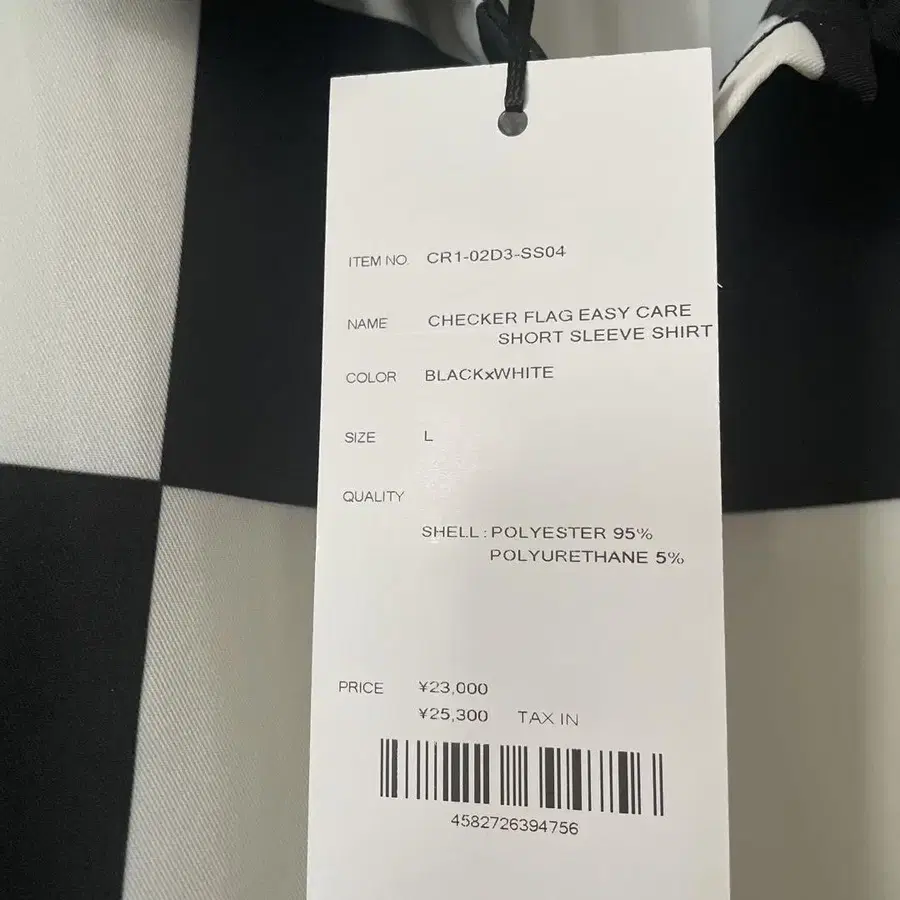 ITEM NO. CR1-02D3-SS04
NAME CHECKER FLAG EASY CARE
SHORT SLEEVE SHIRT
COLOR BLACKxWHITE
SIZE L
QUALITY
SHELL : POLYESTER 95%
POLYURETHANE 5%
PRICE ¥23,000
¥25,300 TAX IN
4582726394756